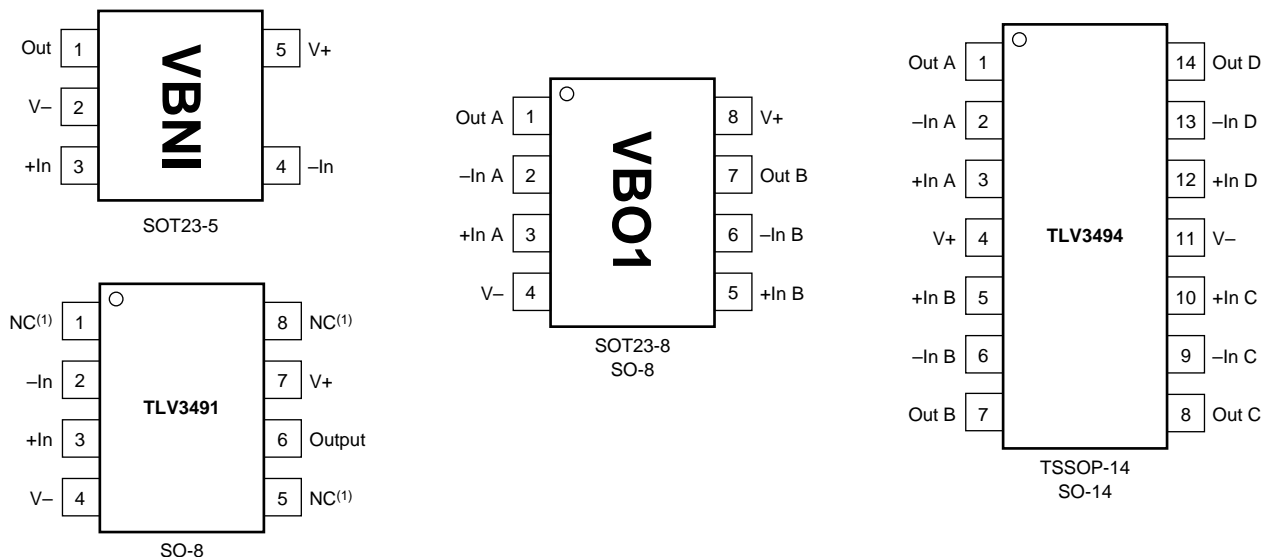 Out 1 VBNI 5 V+
V– 2
+In 3 4 –In
SOT23-5
NC(1) 1 TLV3491 8 NC(1)
–In 2 7 V+
+In 3 6 Output
V– 4 5 NC(1)
SO-8
Out A 1 VBO1 8 V+
–In A 2 7 Out B
+In A 3 6 –In B
V– 4 5 +In B
SOT23-8
SO-8
Out A 1 14 Out D
–In A 2 13 –In D
+In A 3 12 +In D
V+ 4 TLV3494 11 V–
+In B 5 10 +In C
–In B 6 9 –In C
Out B 7 8 Out C
TSSOP-14
SO-14